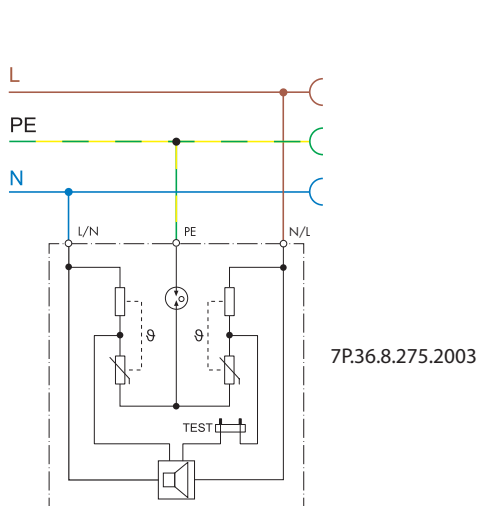 L
PE
N
L/N
PE
N/L
ϑ
ϑ
7P.36.8.275.2003
TEST